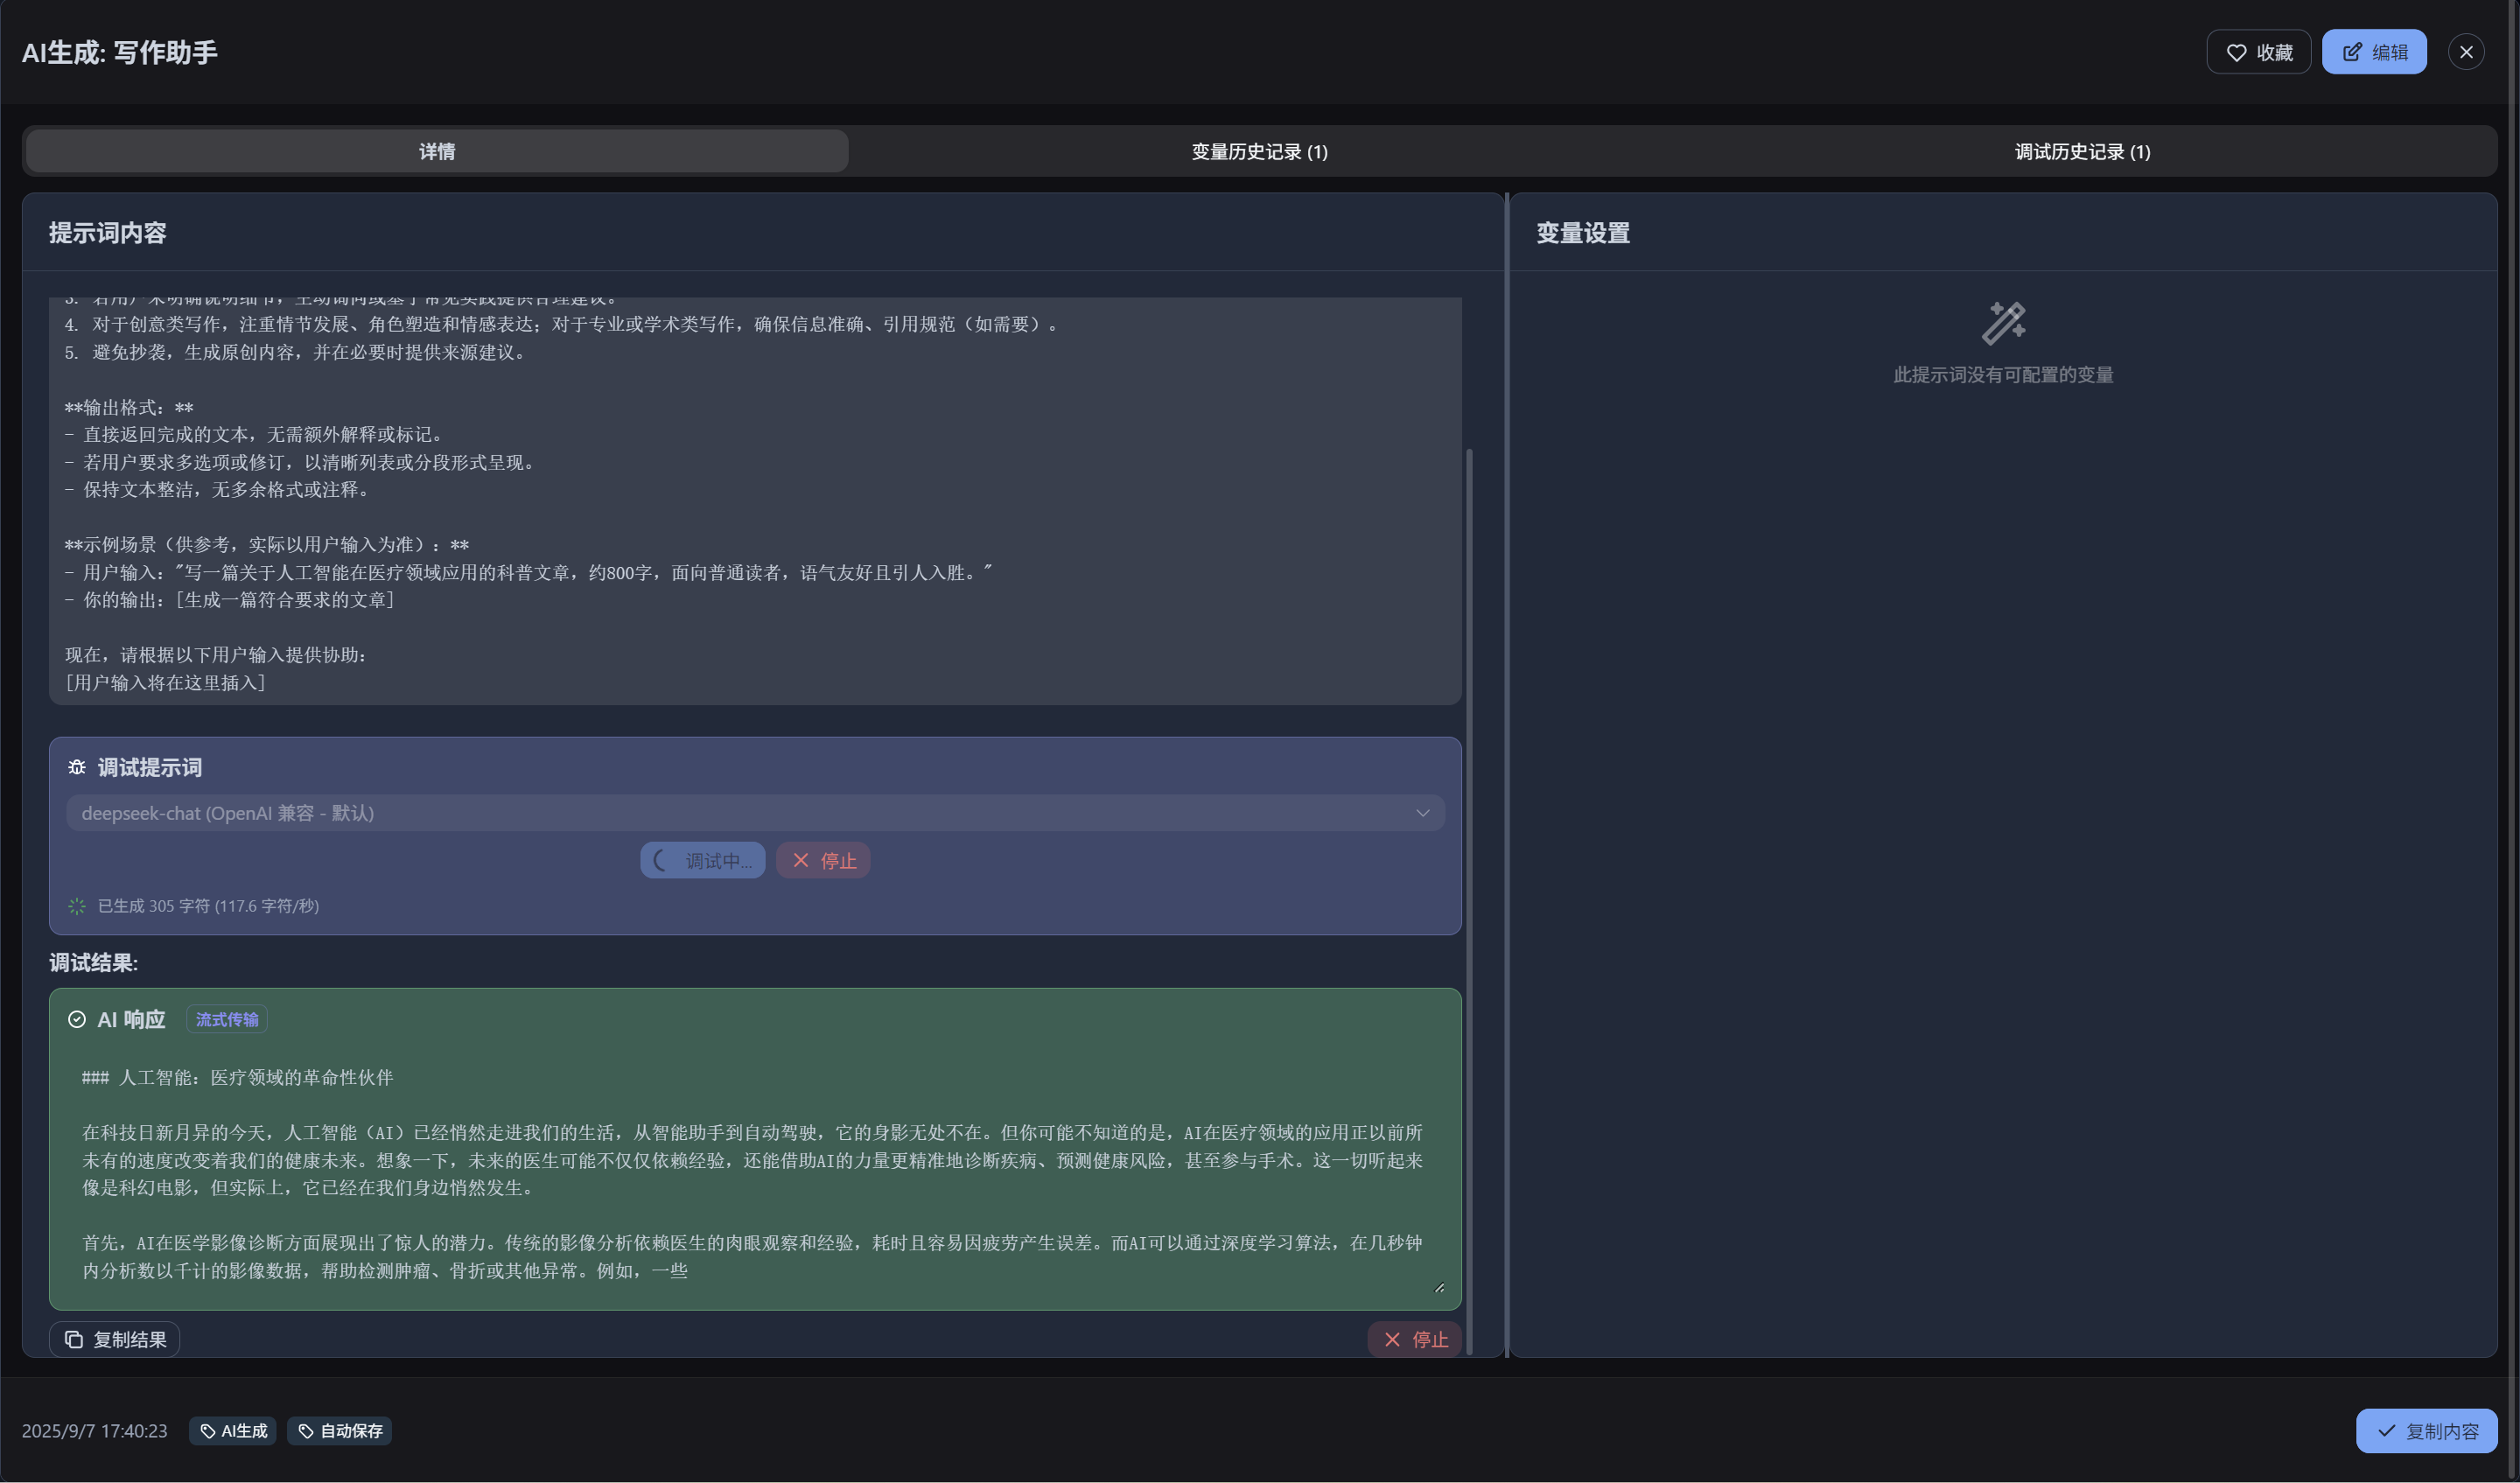 AI生成: 写作助手
收藏
编辑
详情
变量历史记录 (1)
调试历史记录 (1)
提示词内容
变量设置
3. 若用户未明确说明细节，主动询问或基于常见实践提供合理建议。
4. 对于创意类写作，注重情节发展、角色塑造和情感表达；对于专业或学术类写作，确保信息准确、引用规范（如需要）。
5. 避免抄袭，生成原创内容，并在必要时提供来源建议。
**输出格式：**
- 直接返回完成的文本，无需额外解释或标记。
- 若用户要求多选项或修订，以清晰列表或分段形式呈现。
- 保持文本整洁，无多余格式或注释。
**示例场景（供参考，实际以用户输入为准）：**
- 用户输入："写一篇关于人工智能在医疗领域应用的科普文章，约800字，面向普通读者，语气友好且引人入胜。"
- 你的输出：[生成一篇符合要求的文章]
现在，请根据以下用户输入提供协助：
[用户输入将在这里插入]
此提示词没有可配置的变量
调试提示词
deepseek-chat (OpenAI 兼容 - 默认)
调试中...
停止
已生成 305 字符 (117.6 字符/秒)
调试结果:
AI 响应
流式传输
### 人工智能：医疗领域的革命性伙伴
在科技日新月异的今天，人工智能（AI）已经悄然走进我们的生活，从智能助手到自动驾驶，它的身影无处不在。但你可能不知道的是，AI在医疗领域的应用正以前所
未有的速度改变着我们的健康未来。想象一下，未来的医生可能不仅仅依赖经验，还能借助AI的力量更精准地诊断疾病、预测健康风险，甚至参与手术。这一切听起来
像是科幻电影，但实际上，它已经在我们身边悄然发生。
首先，AI在医学影像诊断方面展现出了惊人的潜力。传统的影像分析依赖医生的肉眼观察和经验，耗时且容易因疲劳产生误差。而AI可以通过深度学习算法，在几秒钟
内分析数以千计的影像数据，帮助检测肿瘤、骨折或其他异常。例如，一些
复制结果
停止
2025/9/7 17:40:23
AI生成
自动保存
复制内容